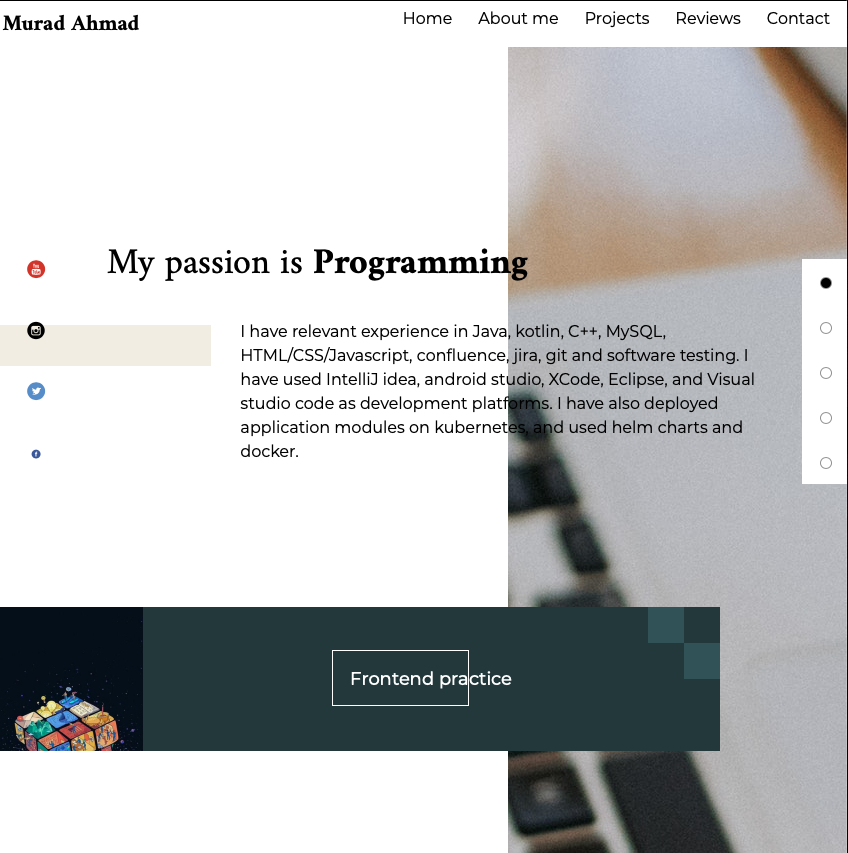 Murad Ahmad
Home About me Projects Reviews Contact
My passion is Programming
I have relevant experience in Java, kotlin, C++, MySQL,
HTML/CSS/Javascript, confluence, jira, git and software testing. I
have used IntelliJ idea, android studio, XCode, Eclipse, and Visual
studio code as development platforms. I have also deployed
application modules on kubernetes, and used helm charts and
docker.
Frontend practice